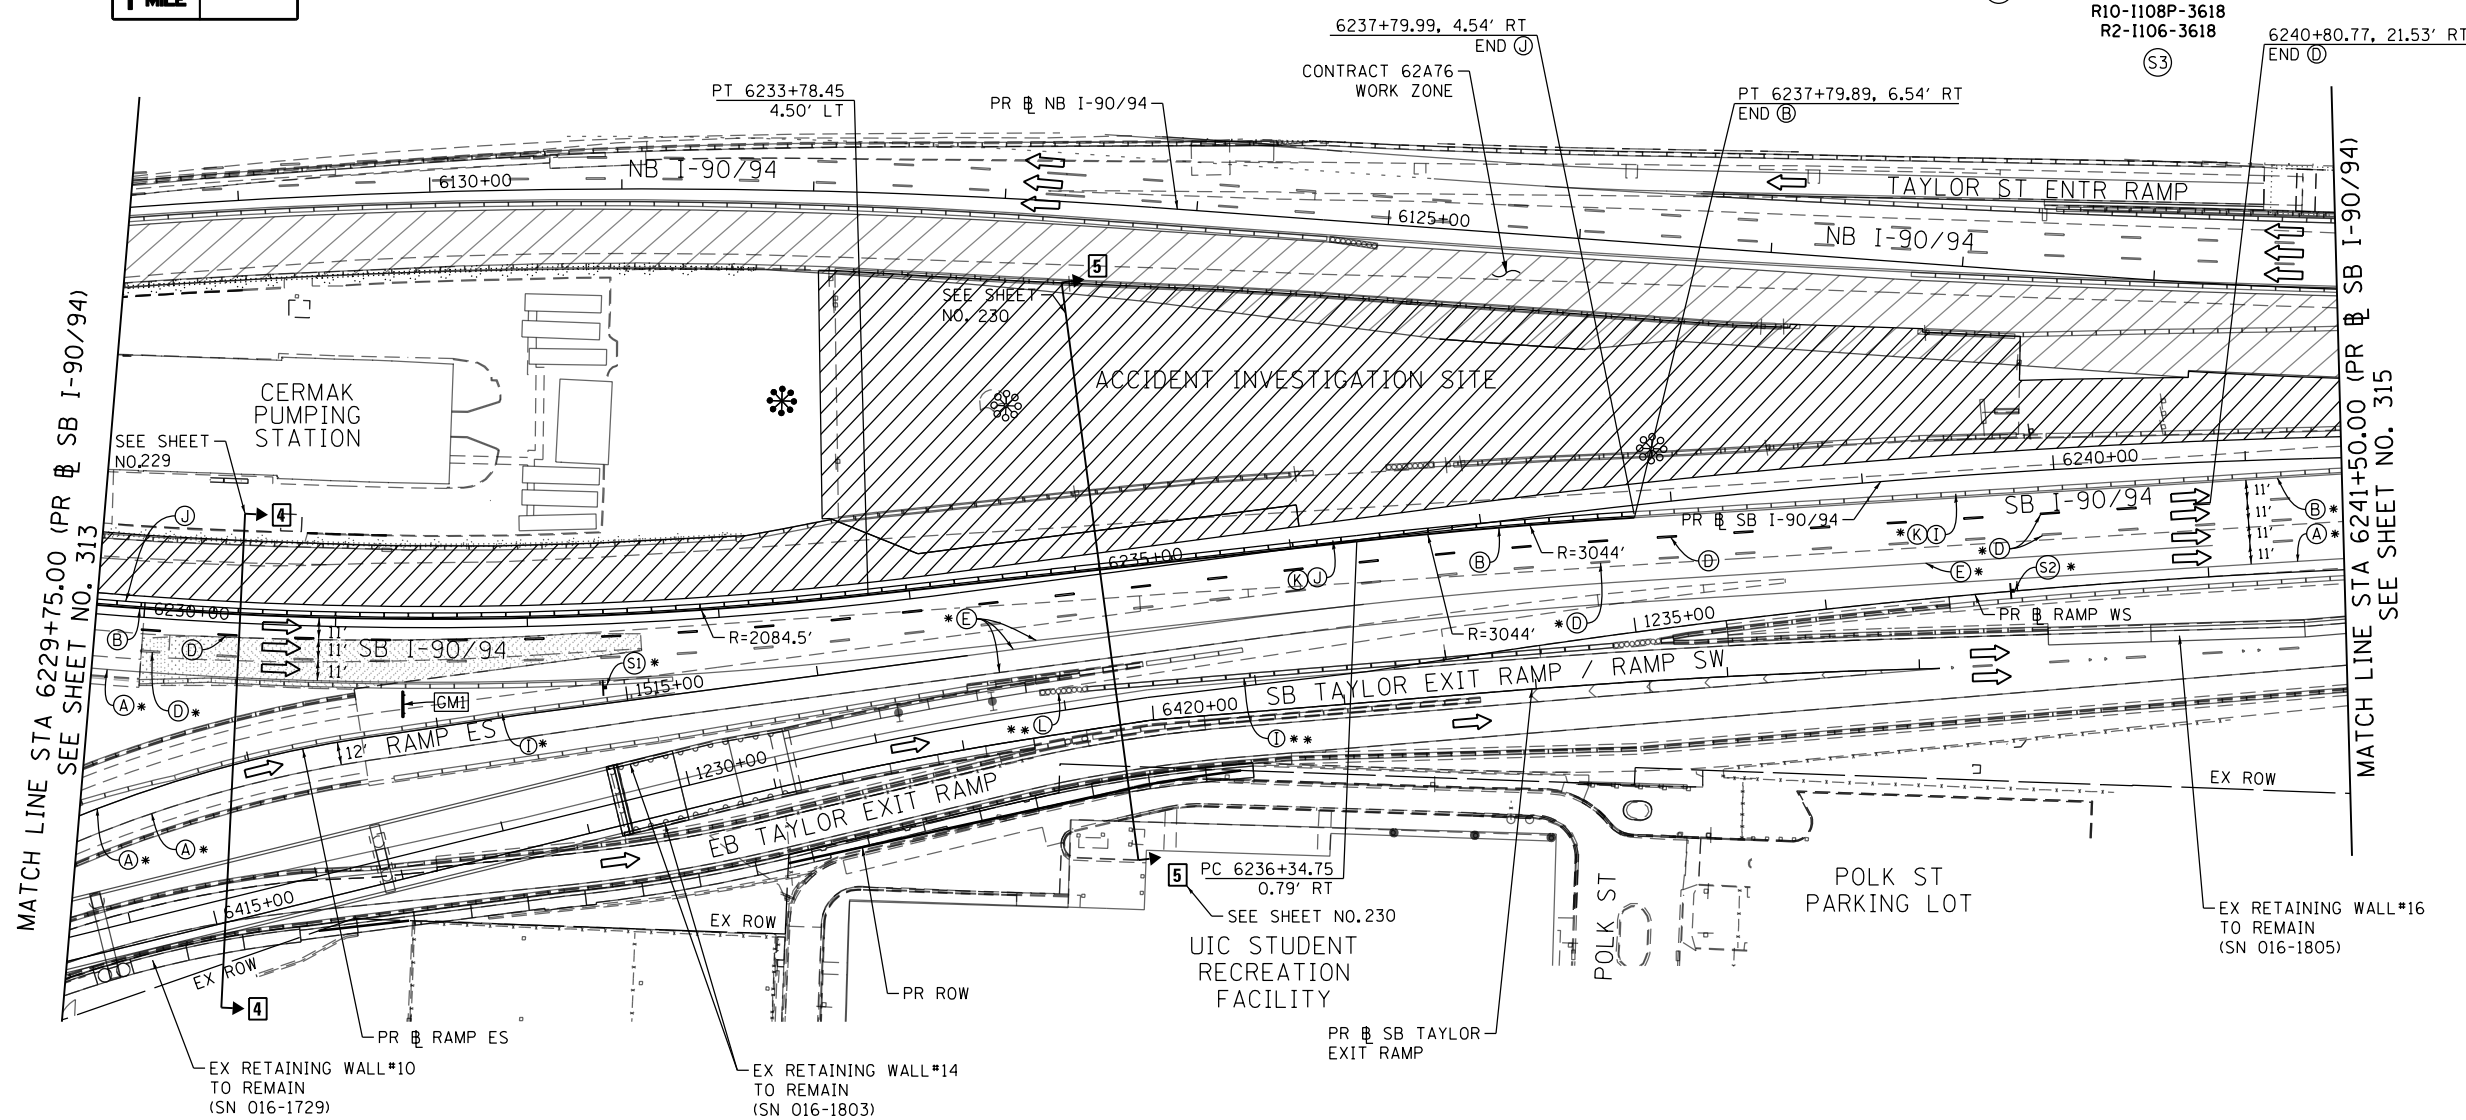 MILE
R10-I108P-3618
R2-I106-3618
S3
6237+79.99, 4.54' RT
END J
6240+80.77, 21.53' RT
END D
CONTRACT 62A76
WORK ZONE
PT 6233+78.45
4.50' LT
PR BL NB I-90/94
PT 6237+79.89, 6.54' RT
END B
NB I-90/94
6130+00
6125+00
TAYLOR ST ENTR RAMP
NB I-90/94
5
SEE SHEET
NO. 230
ACCIDENT INVESTIGATION SITE
CERMAK
PUMPING
STATION
SEE SHEET
NO.229
4
J
MATCH LINE STA 6229+75.00 (PR BL SB I-90/94)
SEE SHEET NO. 313
MATCH LINE STA 6241+50.00 (PR BL SB I-90/94)
SEE SHEET NO. 315
6240+00
SB I-90/94
PR BL SB I-90/94
*K I
*D
11'
11'
11'
B*
A*
E*
S2 *
6235+00
K J
B
R=3044'
D
6230+00
B
D
11'
11'
11'
SB I-90/94
R=2084.5'
*E
R=3044'
*D
1235+00
PR BL RAMP WS
A*
D*
S1 *
1515+00
GM1
12'
RAMP ES
I*
**L
6420+00
SB TAYLOR EXIT RAMP / RAMP SW
I**
1230+00
EB TAYLOR EXIT RAMP
EX ROW
A*
A*
6415+00
EX ROW
EX ROW
4
PR ROW
5
PC 6236+34.75
0.79' RT
SEE SHEET NO.230
UIC STUDENT
RECREATION
FACILITY
POLK ST
POLK ST
PARKING LOT
EX RETAINING WALL#16
TO REMAIN
(SN 016-1805)
PR BL RAMP ES
PR BL SB TAYLOR
EXIT RAMP
EX RETAINING WALL#10
TO REMAIN
(SN 016-1729)
EX RETAINING WALL#14
TO REMAIN
(SN 016-1803)